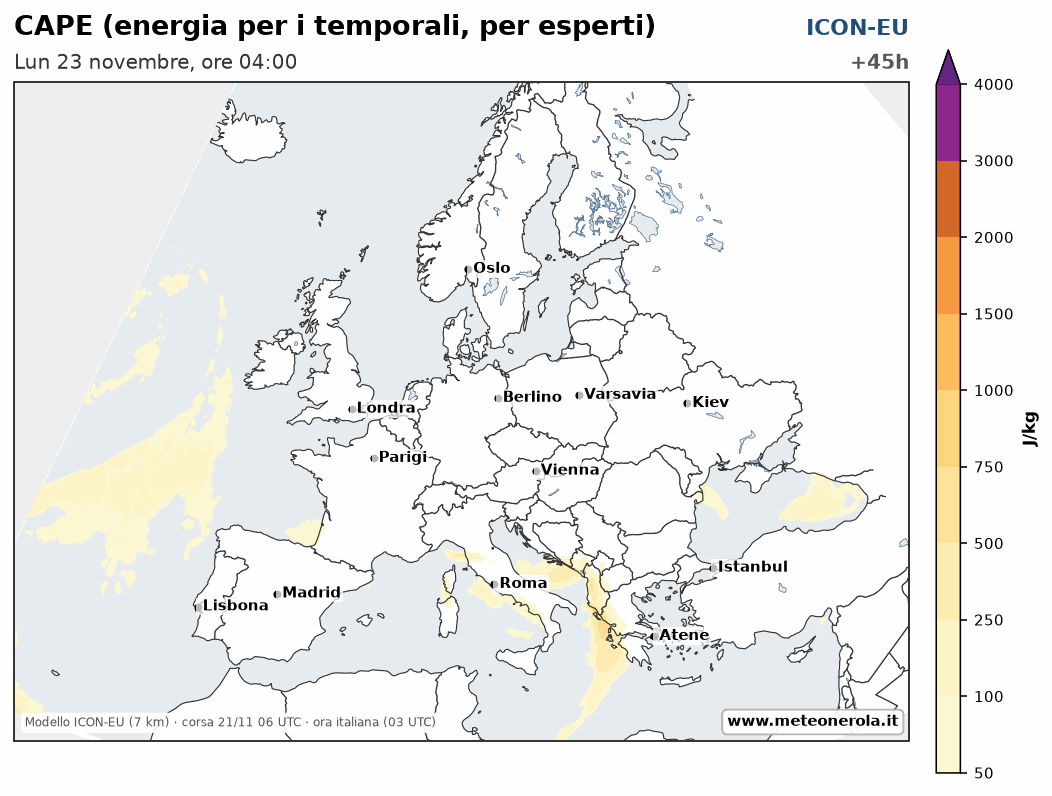 CAPE (energia per i temporali, per esperti)
ICON-EU
Lun 23 novembre, ore 04:00
+45h
4000
3000
2000
1500
1000
750
500
250
100
50
J/kg
Oslo
Berlino
Varsavia
Kiev
Londra
Parigi
Vienna
Istanbul
Roma
Madrid
Lisbona
Atene
Modello ICON-EU (7 km) · corsa 21/11 06 UTC · ora italiana (03 UTC)
www.meteonerola.it